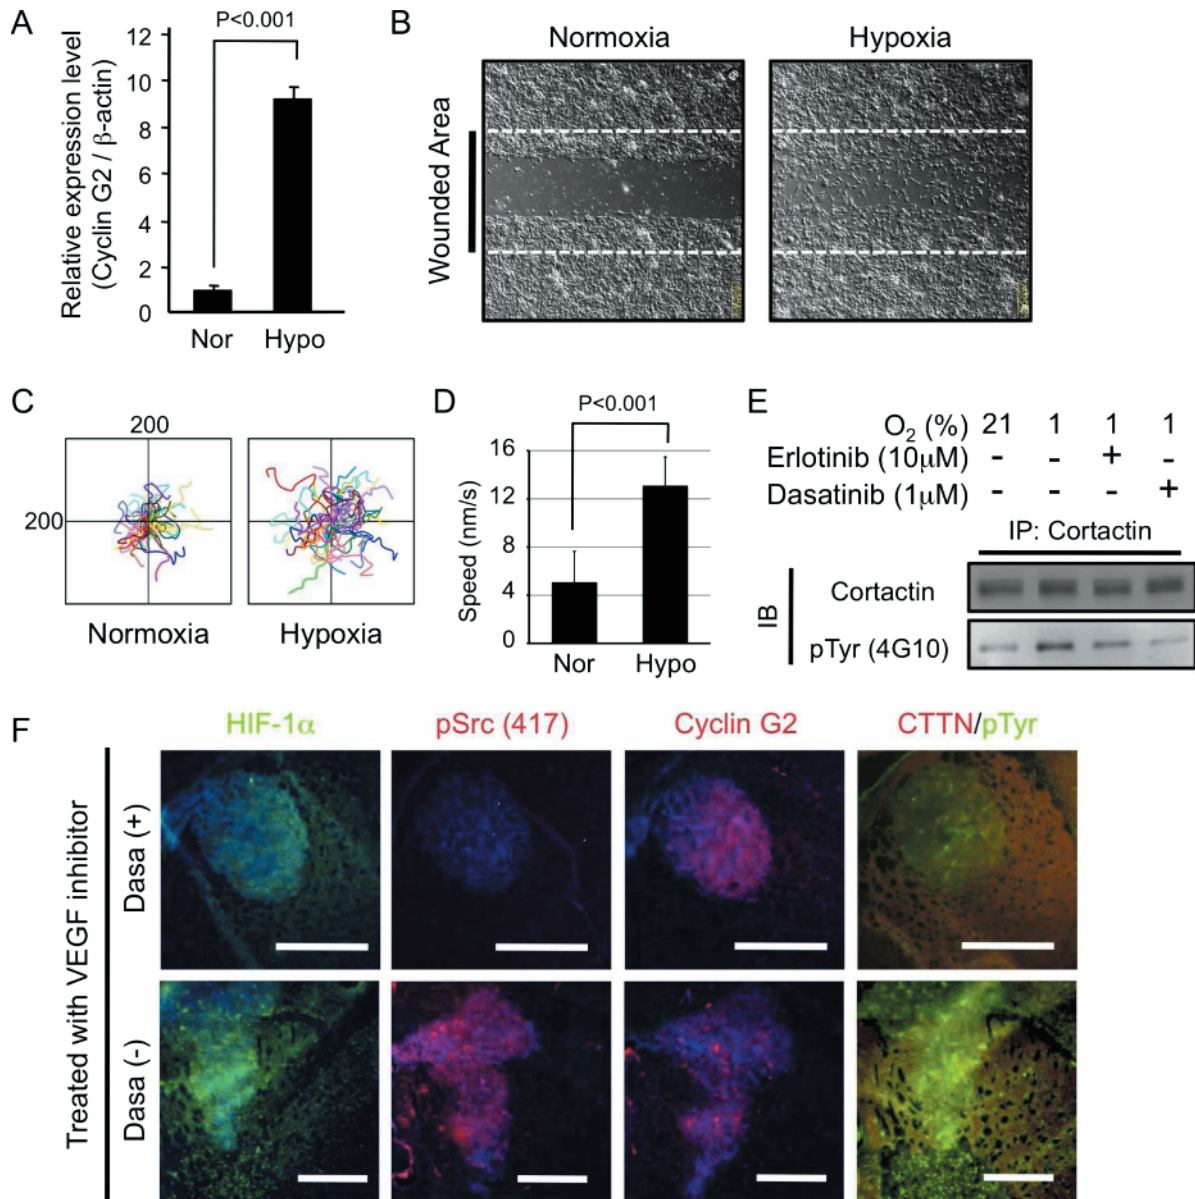 A
P<0.001
Relative expression level
(Cyclin G2 / β-actin)
12
10
8
6
4
2
0
Nor Hypo
B
Normoxia Hypoxia
Wounded Area
C
200
200
Normoxia Hypoxia
D
P<0.001
Speed (nm/s)
16
12
8
4
0
Nor Hypo
E
O2 (%) 21 1 1 1
Erlotinib (10μM) - - + -
Dasatinib (1μM) - - - +
IP: Cortactin
IB
Cortactin
pTyr (4G10)
F
HIF-1α pSrc (417) Cyclin G2 CTTN/pTyr
Treated with VEGF inhibitor
Dasa (+)
Dasa (-)